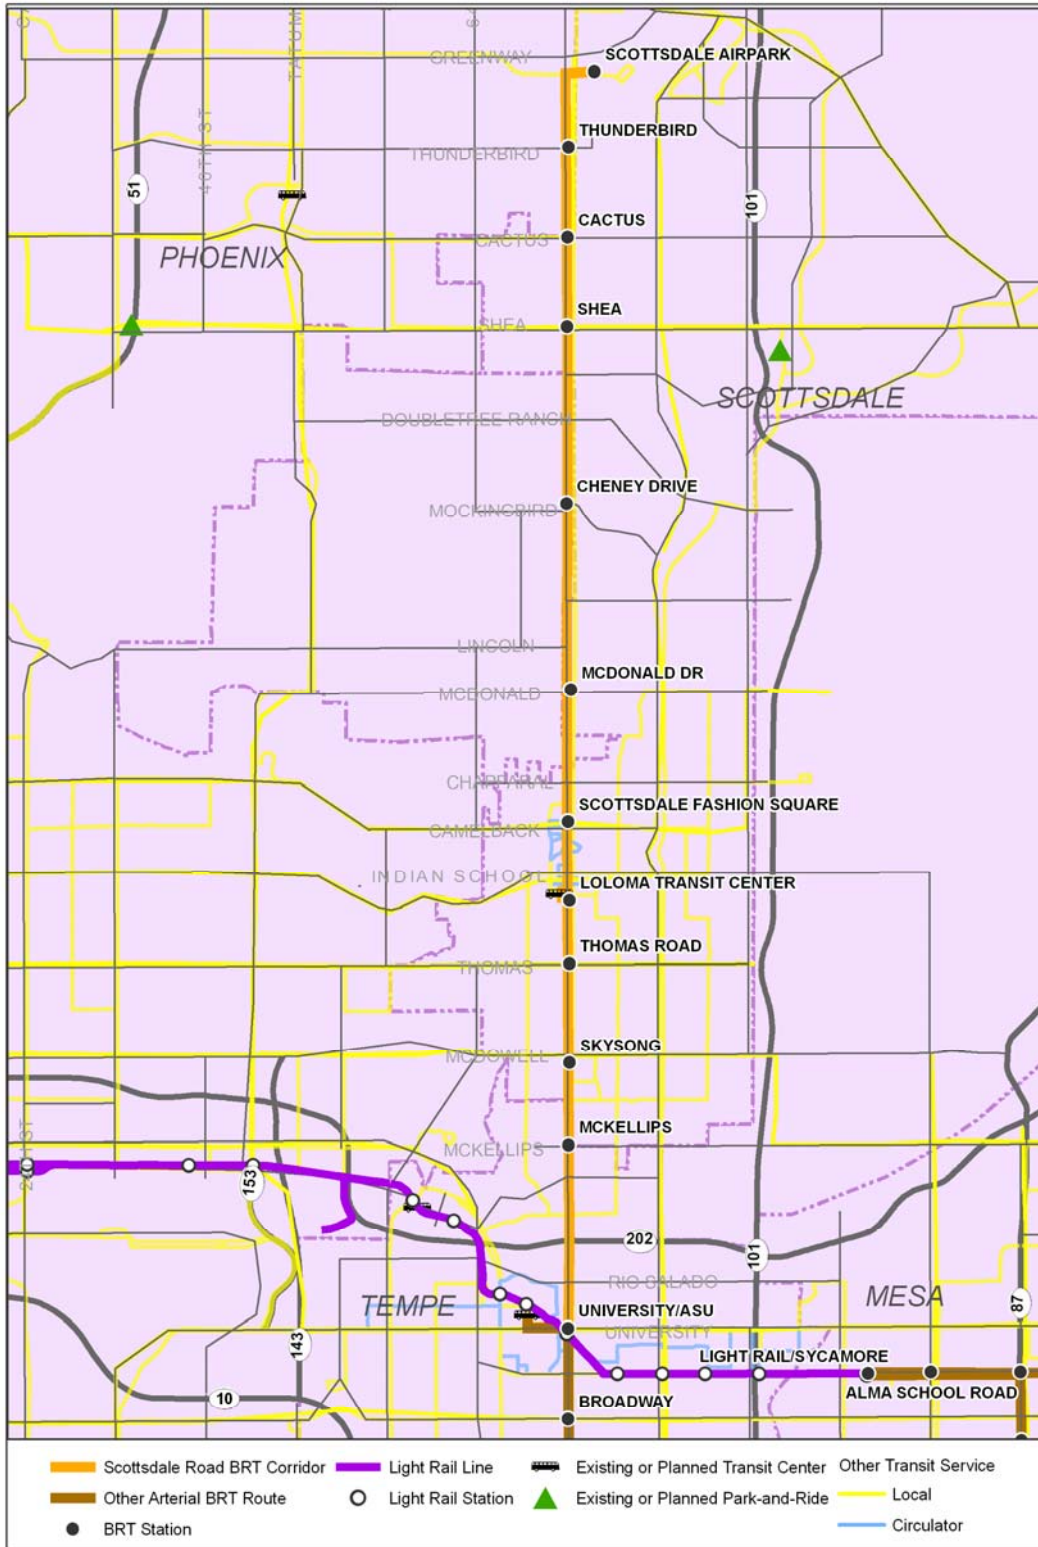 TATUM
GREENWAY
SCOTTSDALE AIRPARK
THUNDERBIRD
THUNDERBIRD
40TH ST
51
101
CACTUS
CACTUS
PHOENIX
SHEA
SHEA
SCOTTSDALE
DOUBLETREE RANCH
CHENEY DRIVE
MOCKINGBIRD
LINCOLN
MCDONALD DR
MCDONALD
CHAPPARAL
SCOTTSDALE FASHION SQUARE
CAMELBACK
INDIAN SCHOOL
LOLOMA TRANSIT CENTER
THOMAS ROAD
THOMAS
SKYSONG
MCDOWELL
MCKELLIPS
MCKELLIPS
153
202
101
RIO SALADO
MESA
87
TEMPE
UNIVERSITY/ASU
UNIVERSITY
143
LIGHT RAIL/SYCAMORE
ALMA SCHOOL ROAD
10
BROADWAY
Scottsdale Road BRT Corridor
Light Rail Line
Existing or Planned Transit Center
Other Transit Service
Other Arterial BRT Route
Light Rail Station
Existing or Planned Park-and-Ride
Local
BRT Station
Circulator